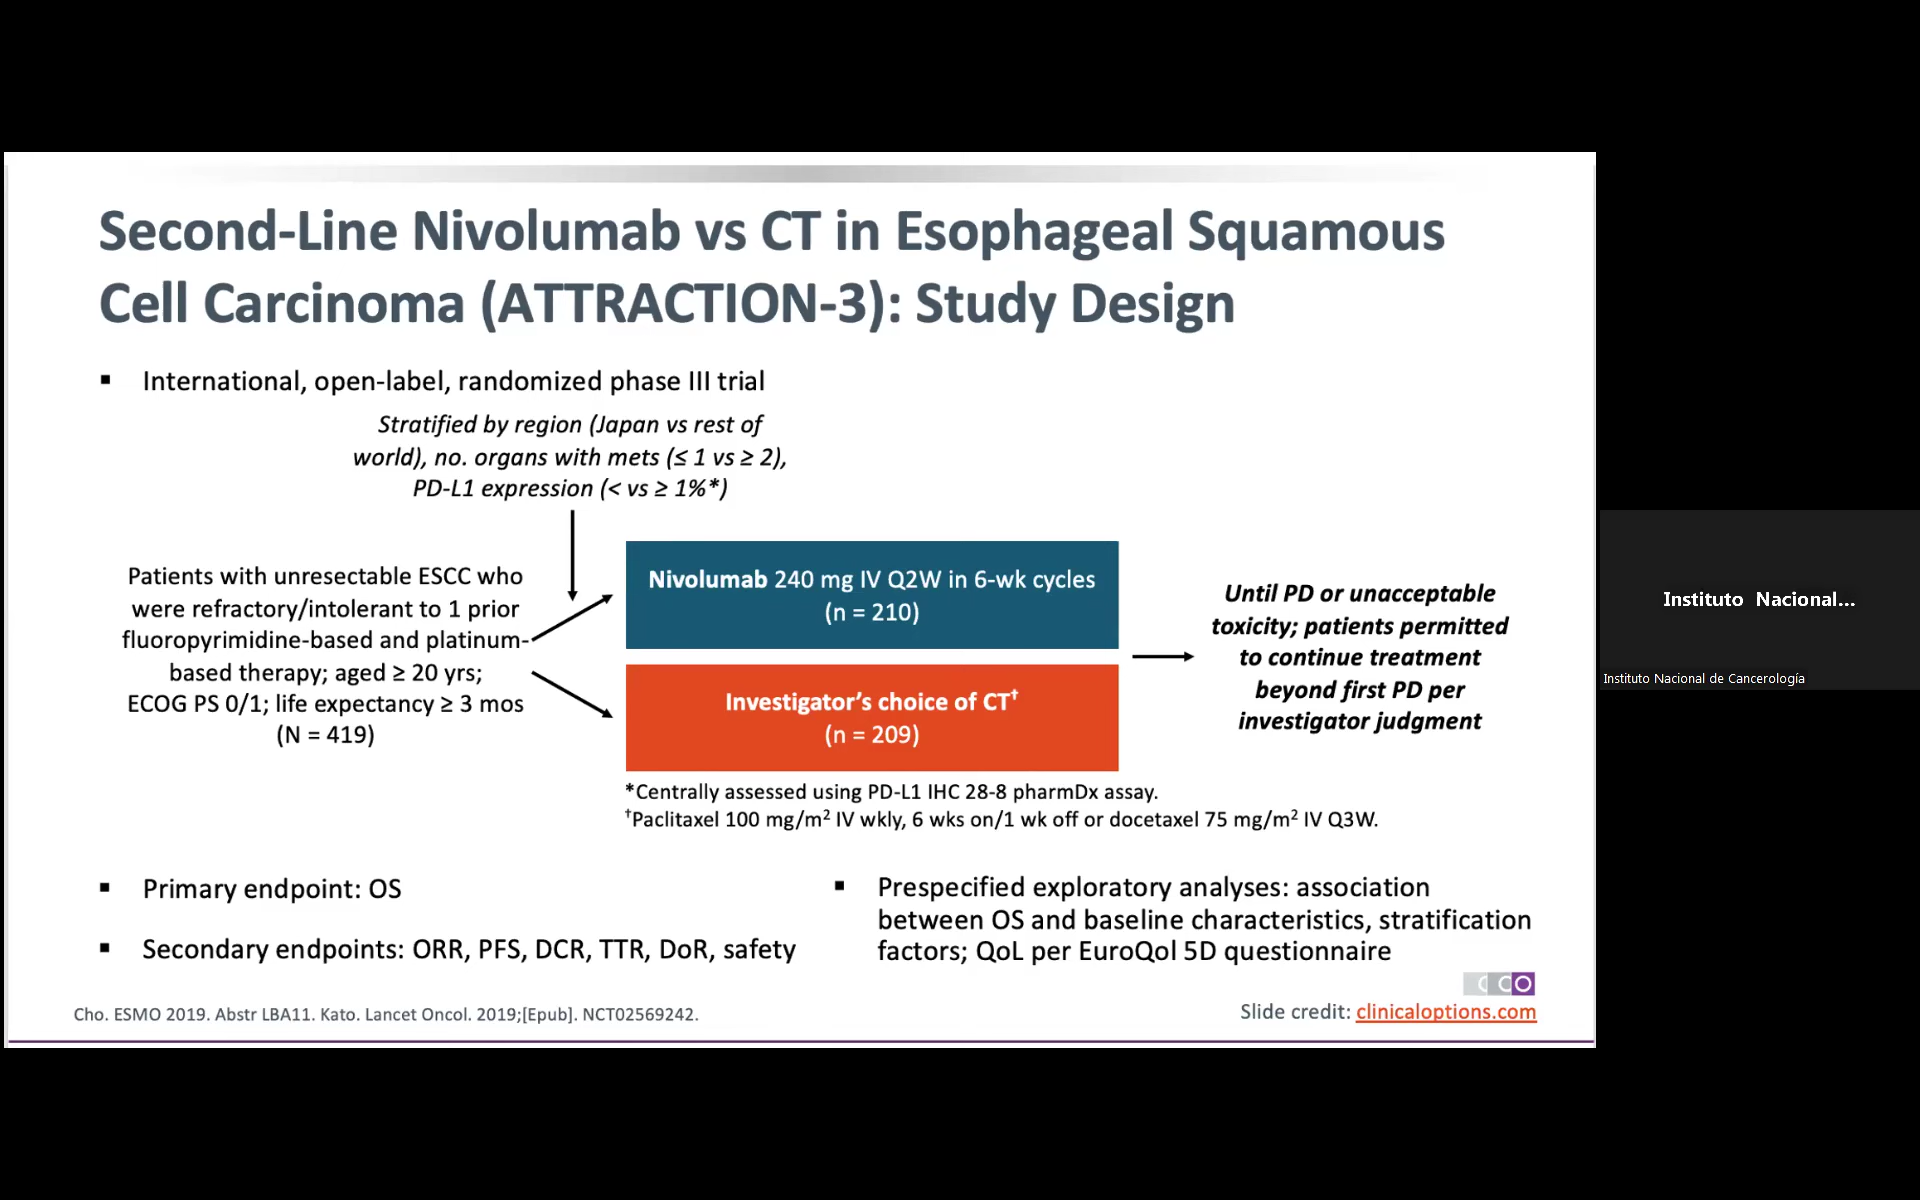 Second-Line Nivolumab vs CT in Esophageal Squamous
Cell Carcinoma (ATTRACTION-3): Study Design
▪ International, open-label, randomized phase III trial
Stratified by region (Japan vs rest of
world), no. organs with mets (≤ 1 vs ≥ 2),
PD-L1 expression (< vs ≥ 1%*)
Patients with unresectable ESCC who
were refractory/intolerant to 1 prior
fluoropyrimidine-based and platinum-
based therapy; aged ≥ 20 yrs;
ECOG PS 0/1; life expectancy ≥ 3 mos
(N = 419)
Nivolumab 240 mg IV Q2W in 6-wk cycles
(n = 210)
Investigator’s choice of CT†
(n = 209)
Until PD or unacceptable
toxicity; patients permitted
to continue treatment
beyond first PD per
investigator judgment
*Centrally assessed using PD-L1 IHC 28-8 pharmDx assay.
†Paclitaxel 100 mg/m² IV wkly, 6 wks on/1 wk off or docetaxel 75 mg/m² IV Q3W.
▪ Primary endpoint: OS
▪ Secondary endpoints: ORR, PFS, DCR, TTR, DoR, safety
▪ Prespecified exploratory analyses: association
between OS and baseline characteristics, stratification
factors; QoL per EuroQol 5D questionnaire
CCO
Cho. ESMO 2019. Abstr LBA11. Kato. Lancet Oncol. 2019;[Epub]. NCT02569242.
Slide credit: clinicaloptions.com
Instituto Nacional...
Instituto Nacional de Cancerología